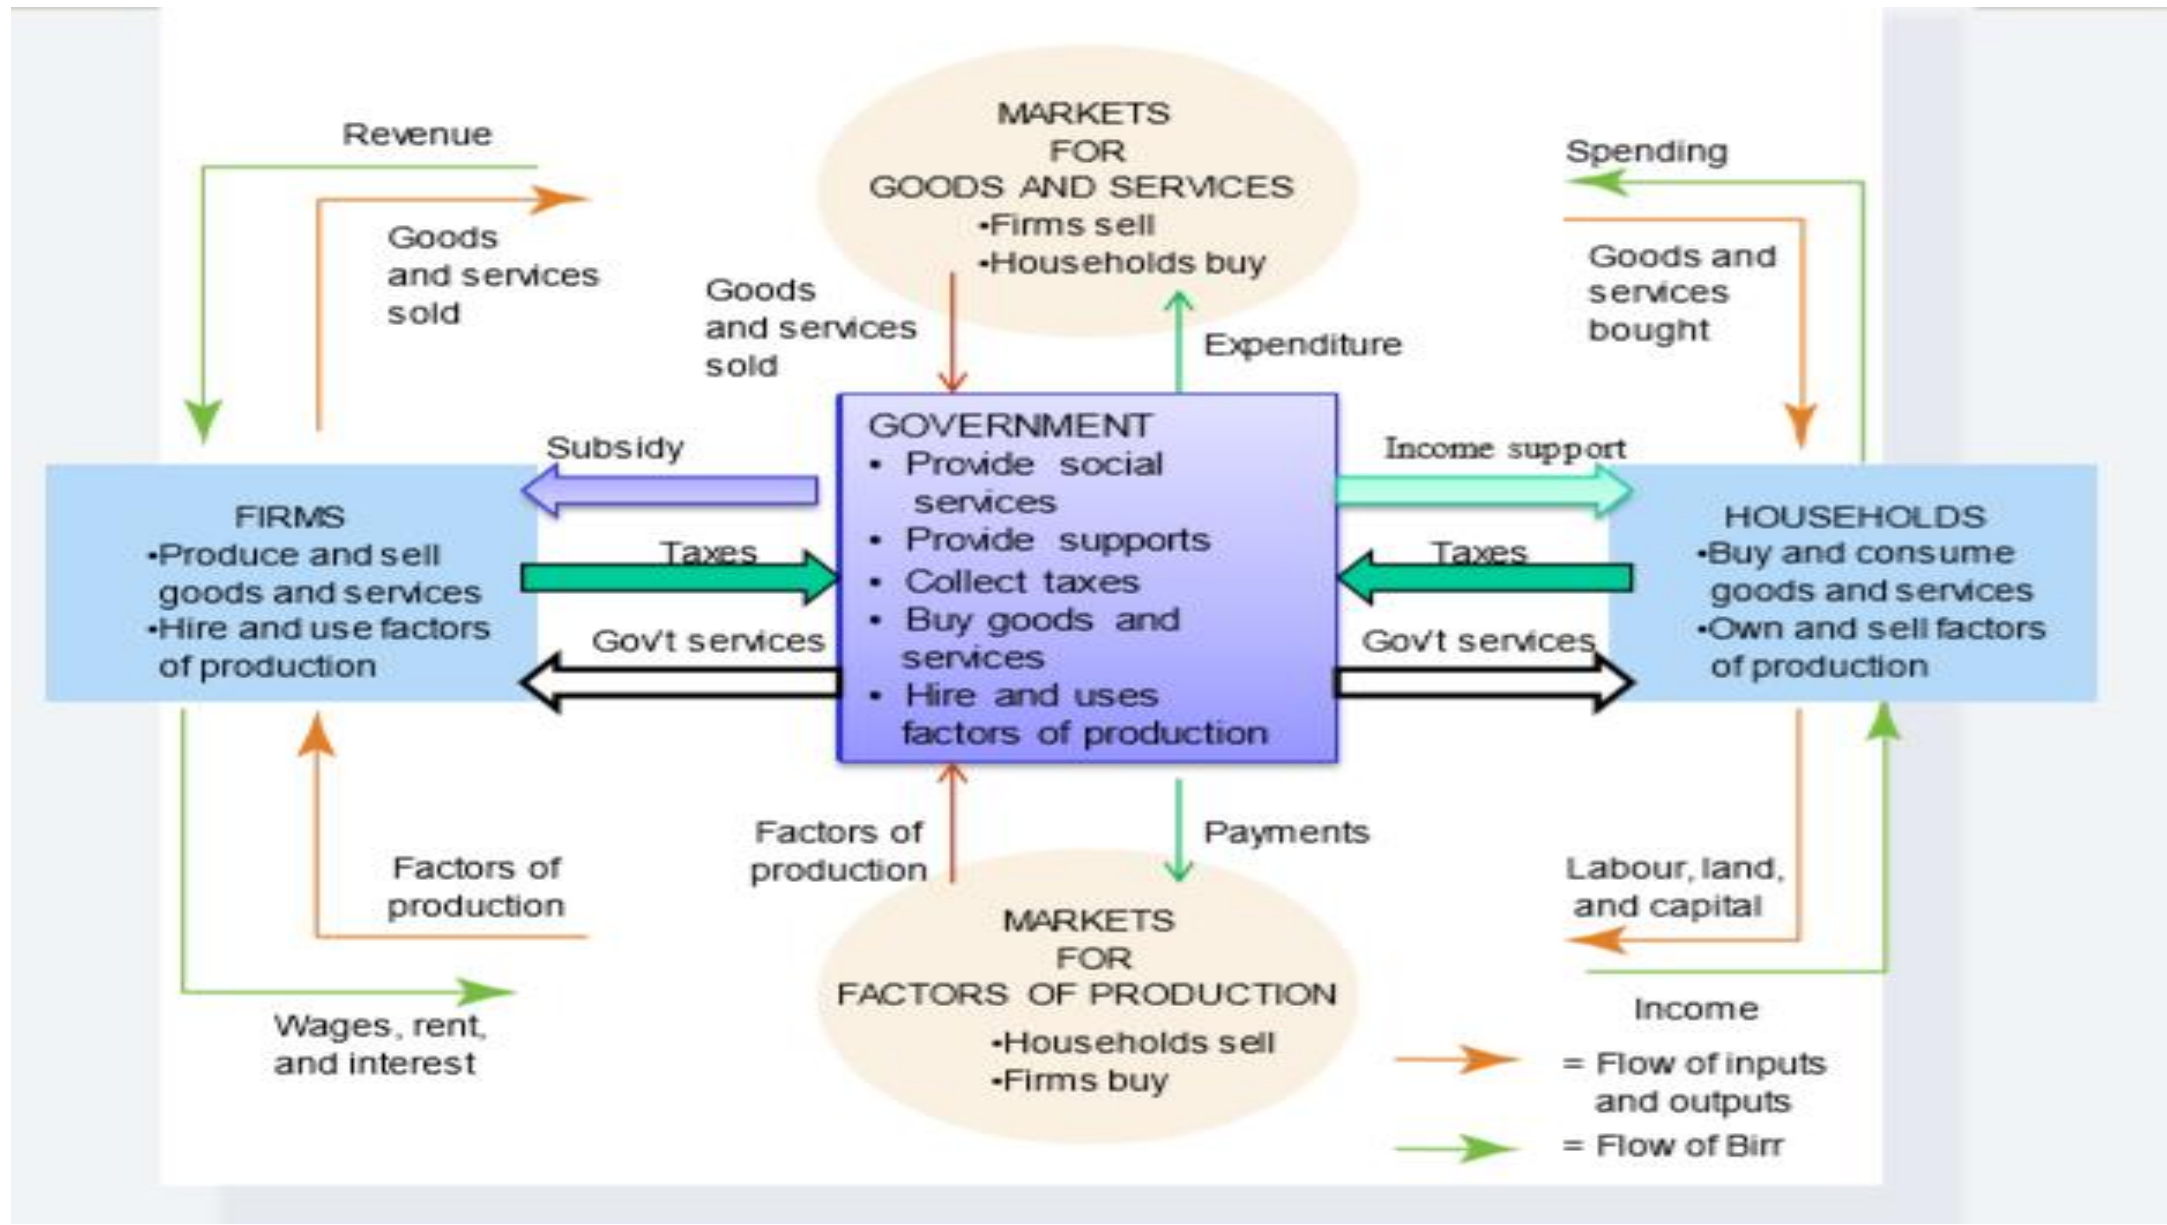 MARKETS
FOR
GOODS AND SERVICES
•Firms sell
•Households buy
Revenue
Goods
and services
sold
Spending
Goods and
services
bought
Goods
and services
sold
Expenditure
Subsidy
Taxes
Gov't services
Income support
Taxes
Gov't services
FIRMS
•Produce and sell
goods and services
•Hire and use factors
of production
GOVERNMENT
• Provide social
services
• Provide supports
• Collect taxes
• Buy goods and
services
• Hire and uses
factors of production
HOUSEHOLDS
•Buy and consume
goods and services
•Own and sell factors
of production
Factors of
production
Wages, rent,
and interest
Factors of
production
Payments
Labour, land,
and capital
Income
MARKETS
FOR
FACTORS OF PRODUCTION
•Households sell
•Firms buy
= Flow of inputs
and outputs
= Flow of Birr